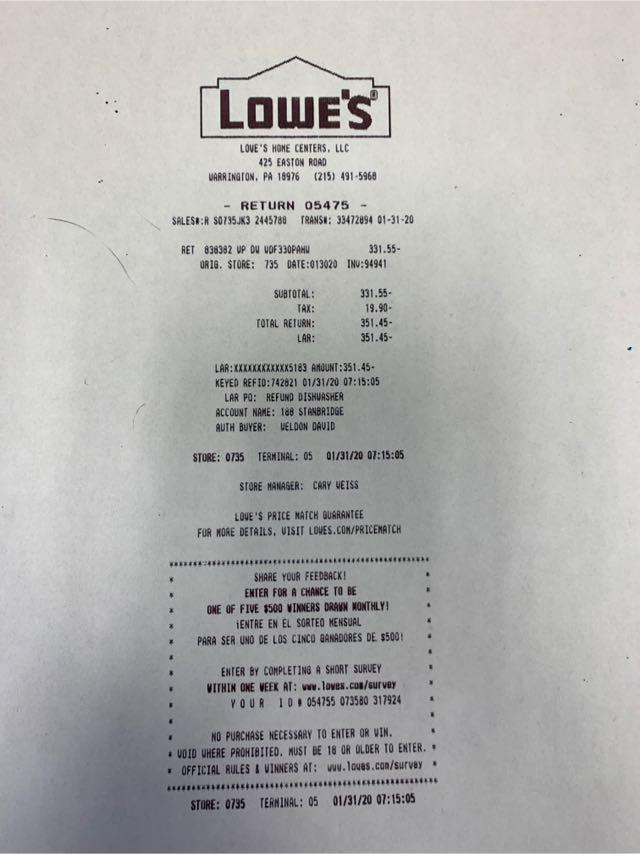 LOWE'S®
LOWE'S HOME CENTERS, LLC
425 EASTON ROAD
WARRINGTON, PA 18976 (215) 491-5960
- RETURN 05475 -
SALES#:R S0735JK3 2445788 TRANS#: 33472894 01-31-20
RET 838382 WP DW WDF330PAHW 331.55-
ORIG. STORE: 735 DATE:013020 INV:94941
SUBTOTAL: 331.55-
TAX: 19.90-
TOTAL RETURN: 351.45-
LAR: 351.45-
LAR:XXXXXXXXXXXX5183 AMOUNT:351.45-
KEYED REFID:742821 01/31/20 07:15:05
LAR PO: REFUND DISHWASHER
ACCOUNT NAME: 188 STANBRIDGE
AUTH BUYER: WELDON DAVID
STORE: 0735 TERMINAL: 05 01/31/20 07:15:05
STORE MANAGER: CARY WEISS
LOWE'S PRICE MATCH GUARANTEE
FOR MORE DETAILS, VISIT LOWES.COM/PRICEMATCH
****************************************************
* SHARE YOUR FEEDBACK! *
* ENTER FOR A CHANCE TO BE *
* ONE OF FIVE $500 WINNERS DRAWN MONTHLY! *
* ¡ENTRE EN EL SORTEO MENSUAL *
* PARA SER UNO DE LOS CINCO GANADORES DE $500! *
* *
* ENTER BY COMPLETING A SHORT SURVEY *
* WITHIN ONE WEEK AT: www.lowes.com/survey *
* Y O U R I D # 054755 073580 317924 *
* *
* NO PURCHASE NECESSARY TO ENTER OR WIN. *
* VOID WHERE PROHIBITED. MUST BE 18 OR OLDER TO ENTER. *
* OFFICIAL RULES & WINNERS AT: www.lowes.com/survey *
****************************************************
STORE: 0735 TERMINAL: 05 01/31/20 07:15:05